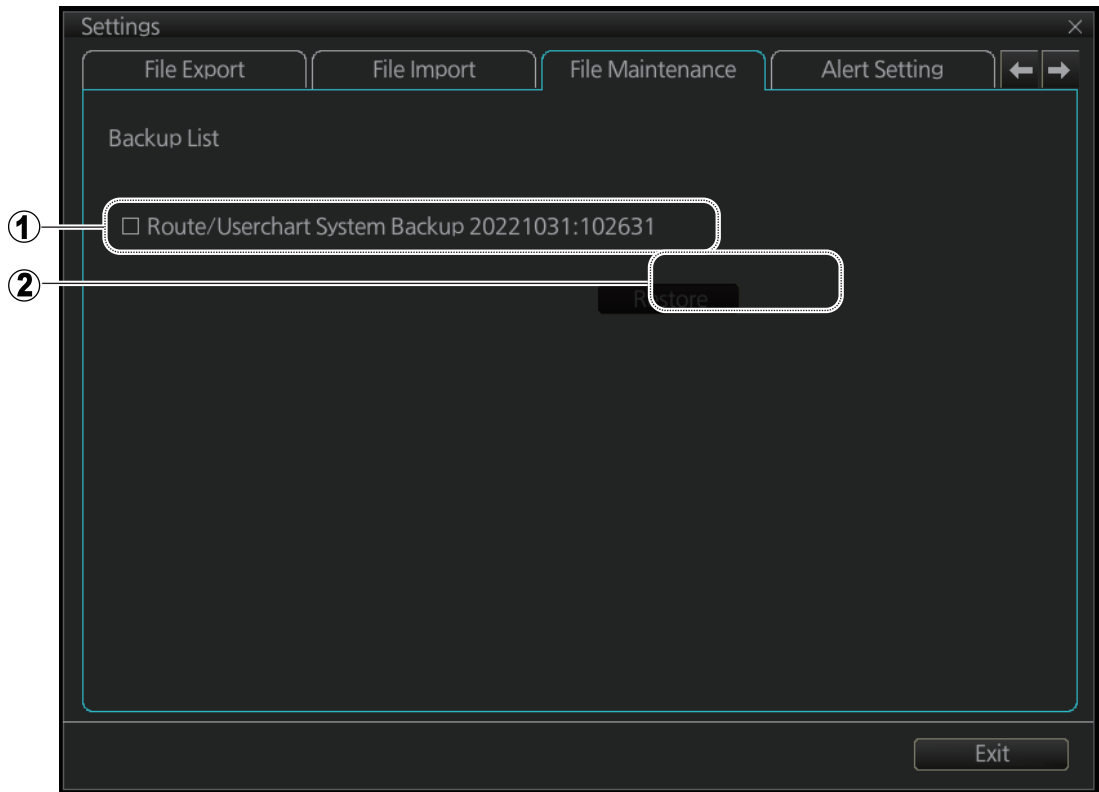 Settings
File Export
File Import
File Maintenance
Alert Setting
Backup List
1
Route/Userchart System Backup 20221031:102631
2
Restore
Exit